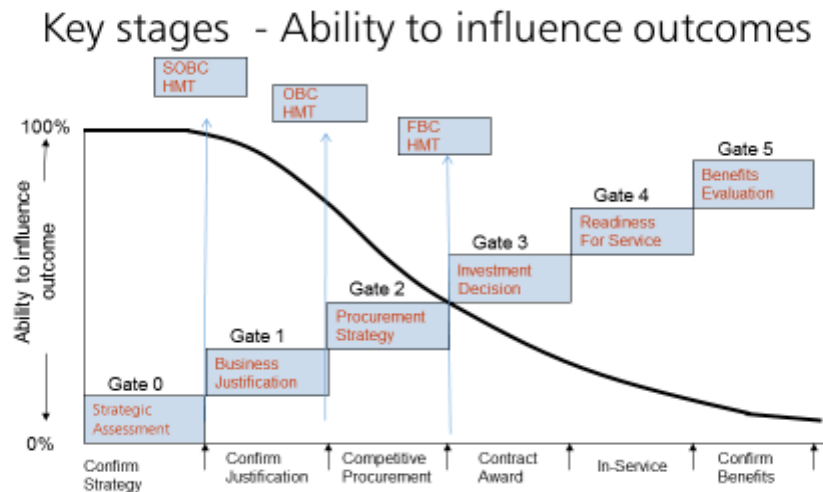 Key stages - Ability to influence outcomes
SOBC
HMT
OBC
HMT
FBC
HMT
100%
Ability to influence
outcome
0%
Gate 0
Strategic
Assessment
Gate 1
Business
Justification
Gate 2
Procurement
Strategy
Gate 3
Investment
Decision
Gate 4
Readiness
For Service
Gate 5
Benefits
Evaluation
Confirm
Strategy
Confirm
Justification
Competitive
Procurement
Contract
Award
In-Service
Confirm
Benefits